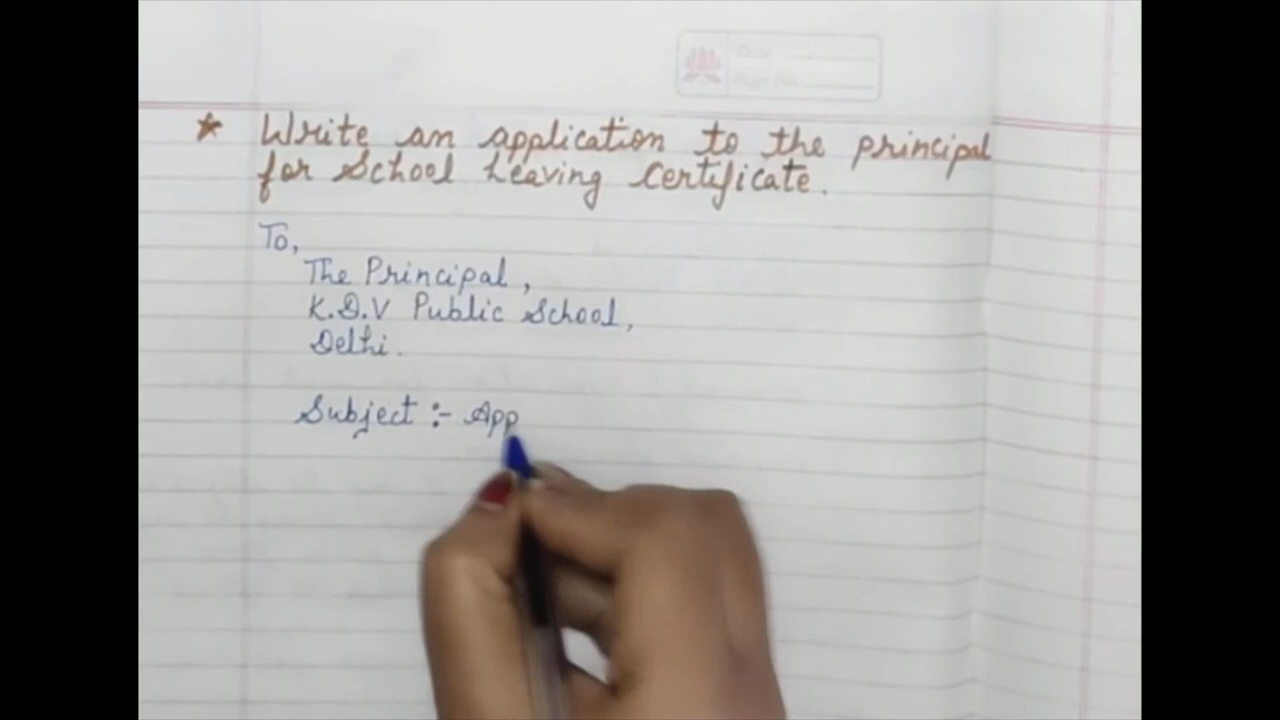 ★ Write an application to the principal
for School Leaving Certificate.
To,
The Principal,
K.D.V Public School,
Delhi.
Subject :- App